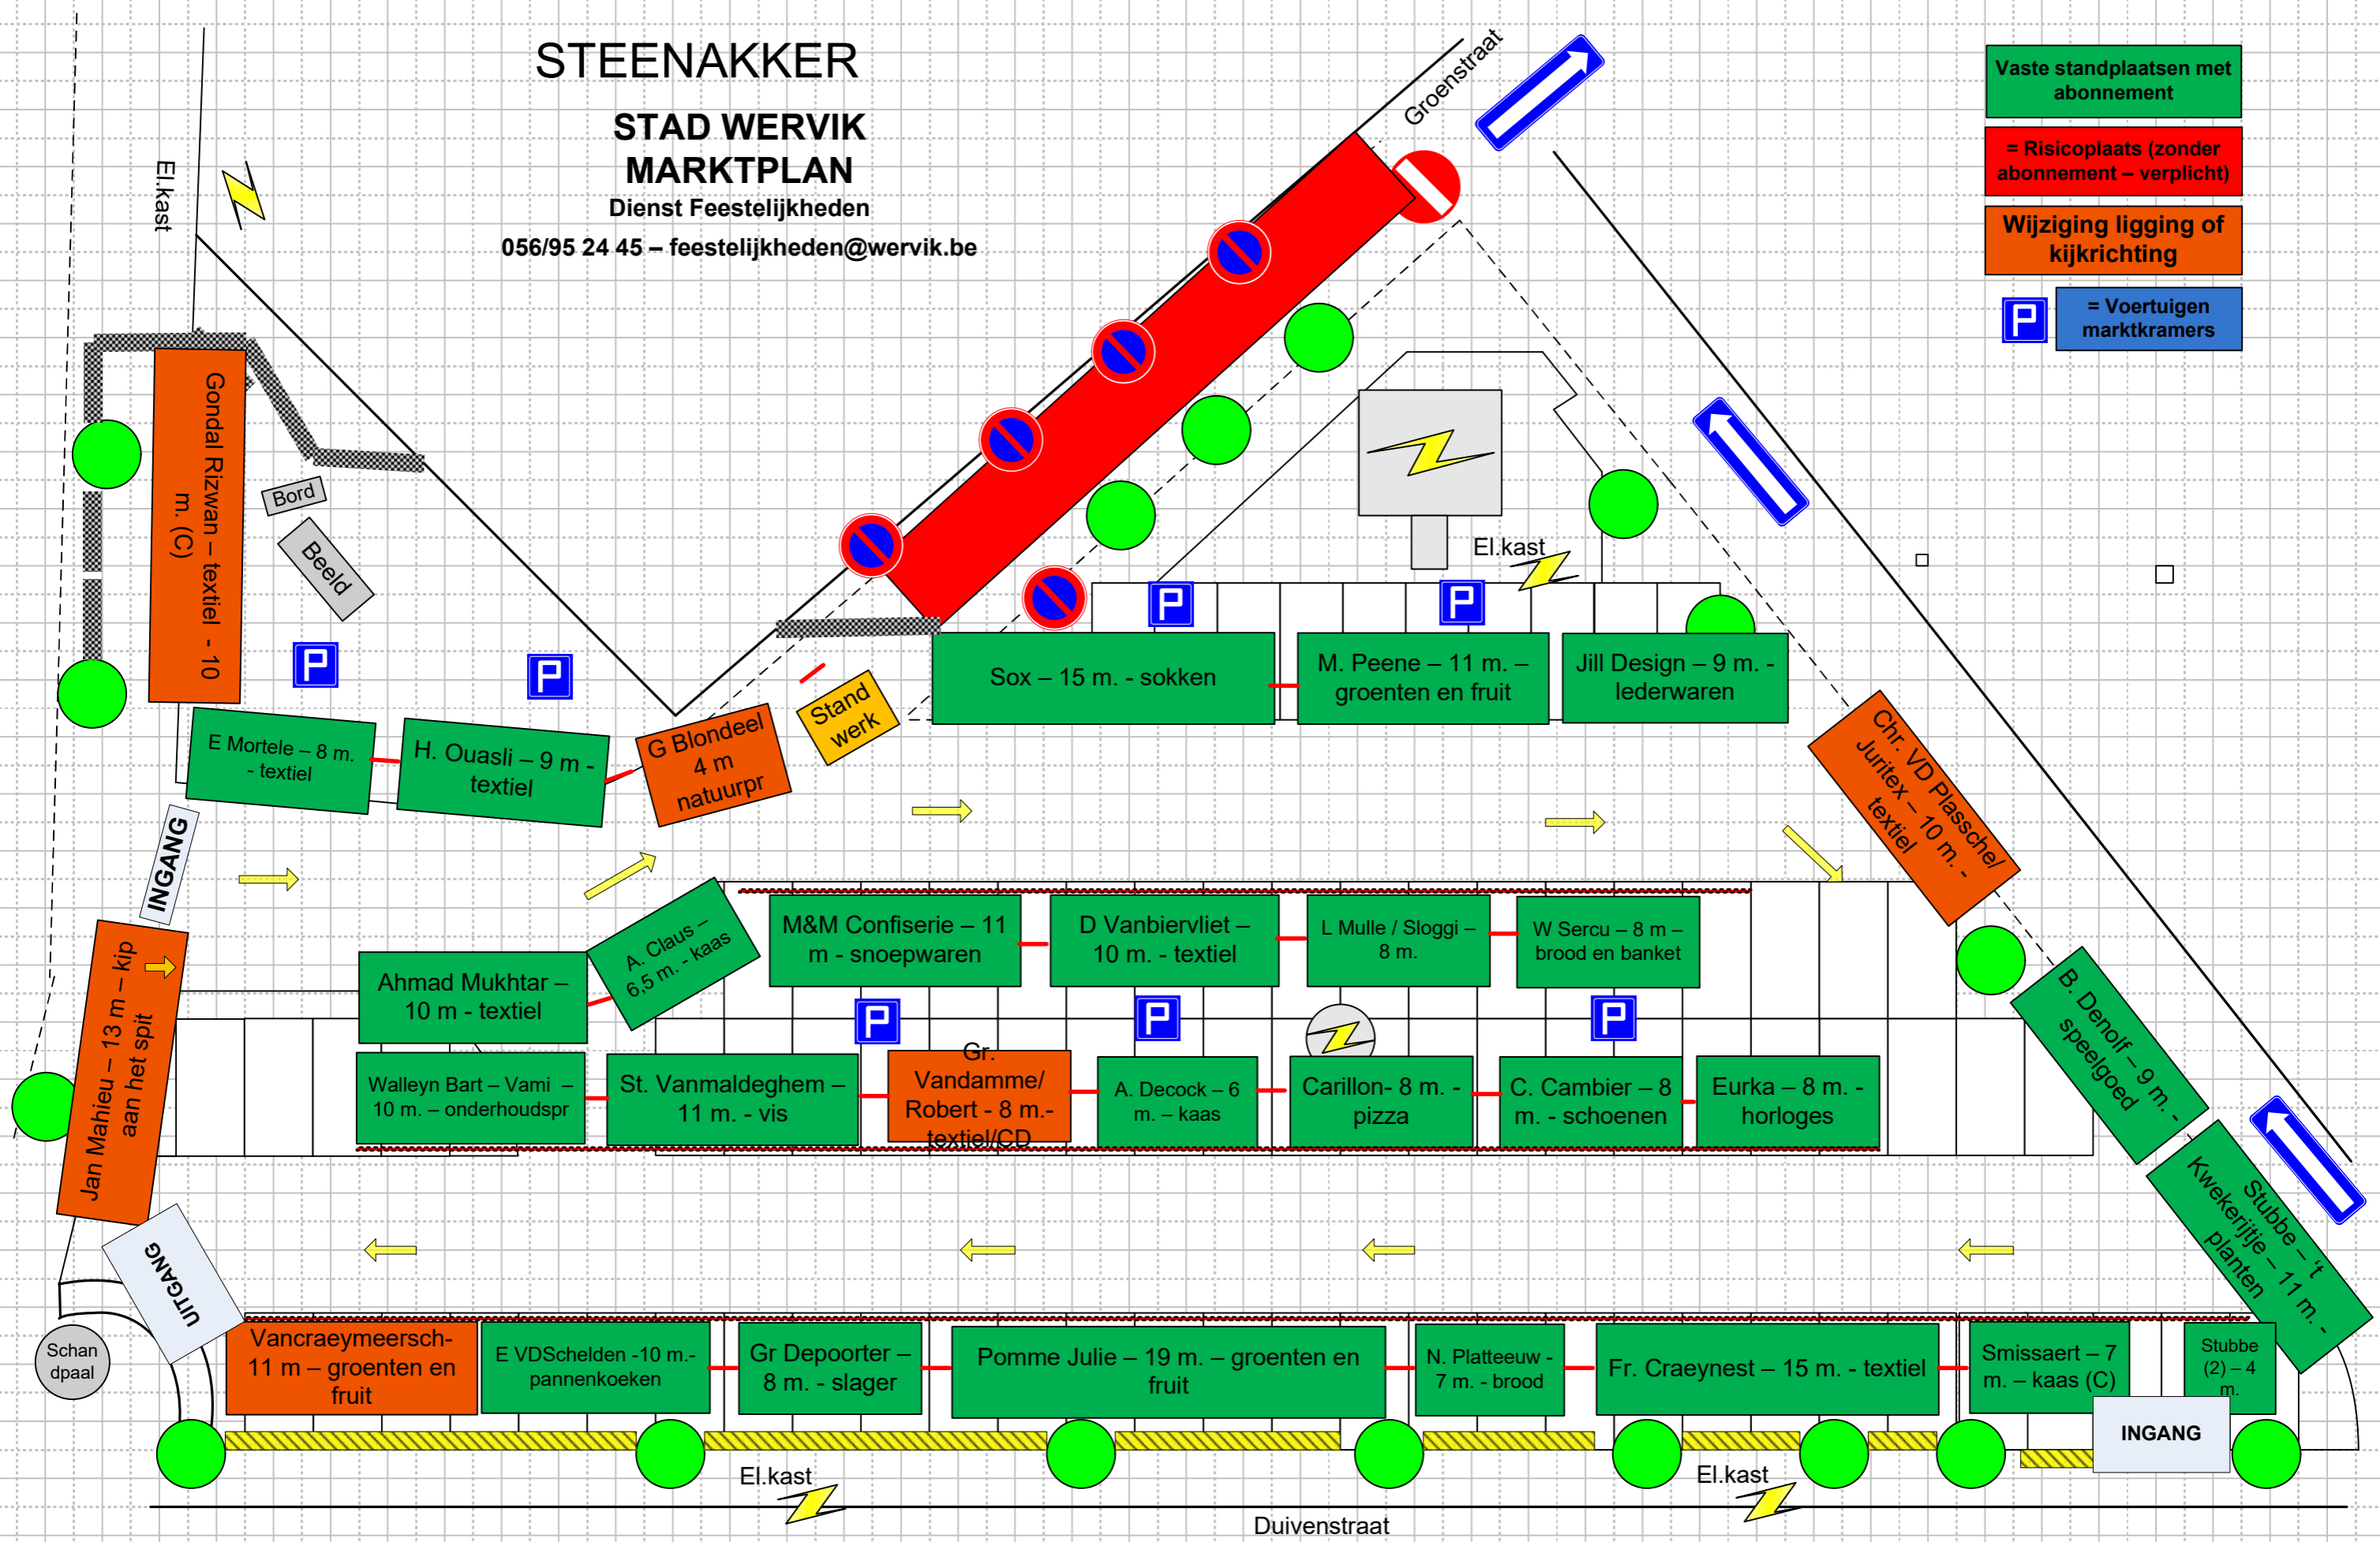 STEENAKKER
STAD WERVIK
MARKTPLAN
Dienst Feestelijkheden
056/95 24 45 – feestelijkheden@wervik.be
Groenstraat
Vaste standplaatsen met
abonnement
= Risicoplaats (zonder
abonnement – verplicht)
Wijziging ligging of
kijkrichting
P
= Voertuigen
marktkramers
El.kast
Gondal Rizwan – textiel - 10
m. (C)
Bord
Beeld
P
P
E Mortele – 8 m.
- textiel
H. Ouasli – 9 m -
textiel
G Blondeel
4 m
natuurpr
Stand
werk
El.kast
P
P
Sox – 15 m. - sokken
M. Peene – 11 m. –
groenten en fruit
Jill Design – 9 m. -
lederwaren
Chr. VD Plassche/
Juritex – 10 m. -
textiel
INGANG
Jan Mahieu – 13 m – kip
aan het spit
Ahmad Mukhtar –
10 m - textiel
A. Claus –
6,5 m. - kaas
M&M Confiserie – 11
m - snoepwaren
D Vanbiervliet –
10 m. - textiel
L Mulle / Sloggi –
8 m.
W Sercu – 8 m –
brood en banket
P
P
P
B. Denolf – 9 m. -
speelgoed
Walleyn Bart – Vami –
10 m. – onderhoudspr
St. Vanmaldeghem –
11 m. - vis
Gr.
Vandamme/
Robert - 8 m.-
textiel/CD
A. Decock – 6
m. – kaas
Carillon- 8 m. -
pizza
C. Cambier – 8
m. - schoenen
Eurka – 8 m. -
horloges
Stubbe – ‘t
Kwekerijtje – 11 m. -
planten
UITGANG
Schan
dpaal
Vancraeymeersch-
11 m – groenten en
fruit
E VDSchelden -10 m.-
pannenkoeken
Gr Depoorter –
8 m. - slager
Pomme Julie – 19 m. – groenten en
fruit
N. Platteeuw -
7 m. - brood
Fr. Craeynest – 15 m. - textiel
Smissaert – 7
m. – kaas (C)
Stubbe
(2) – 4
m.
INGANG
El.kast
El.kast
Duivenstraat